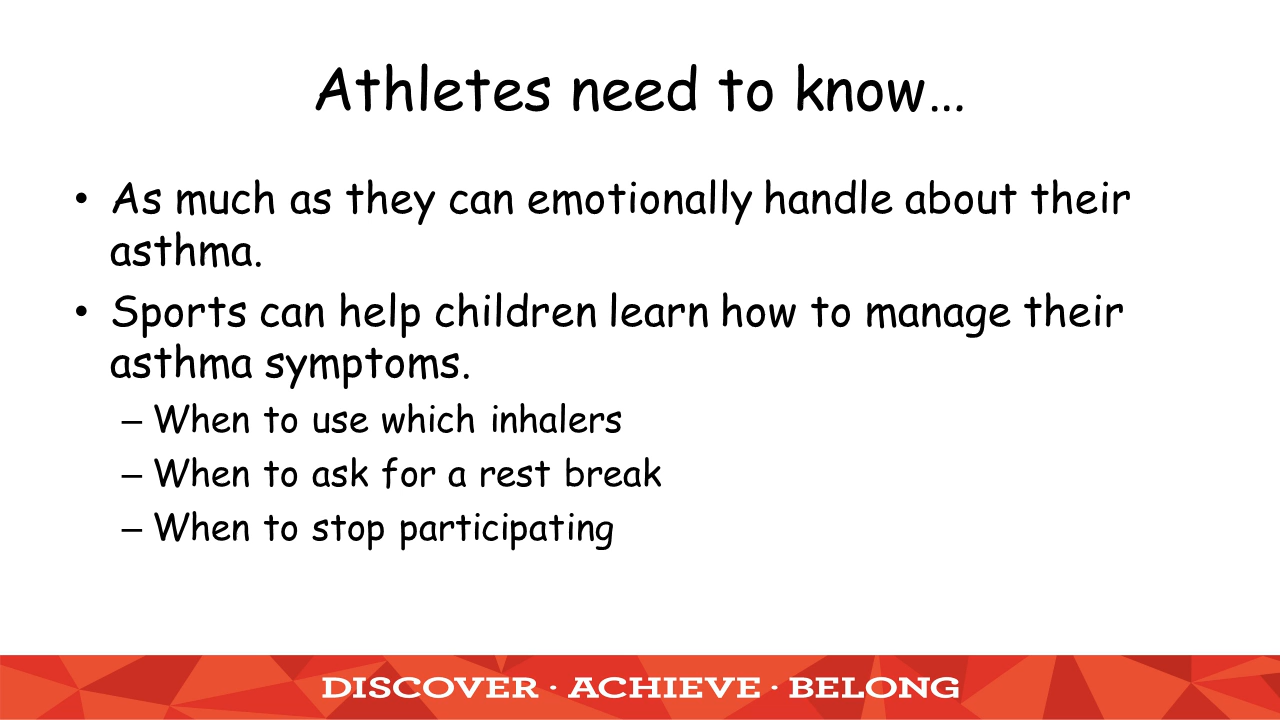 Athletes need to know…
• As much as they can emotionally handle about their
asthma.
• Sports can help children learn how to manage their
asthma symptoms.
– When to use which inhalers
– When to ask for a rest break
– When to stop participating
DISCOVER · ACHIEVE · BELONG